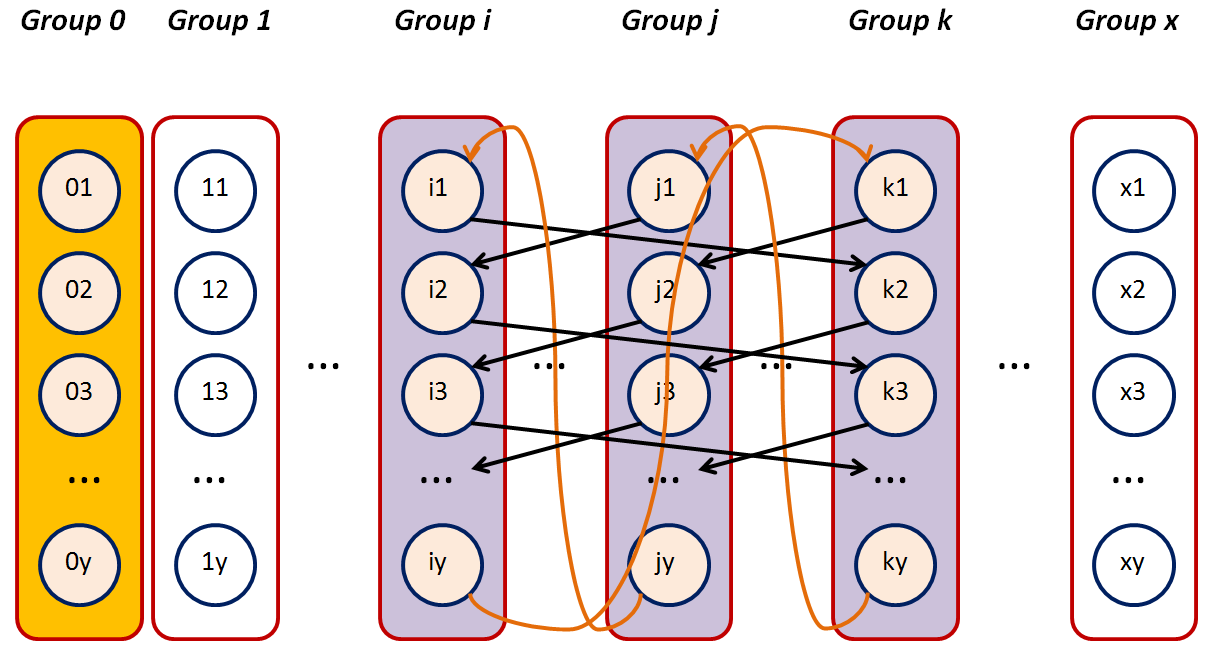 Group 0 Group 1 Group i Group j Group k Group x
01 11 i1 j1 k1 x1
02 12 i2 j2 k2 x2
... ... ... ...
03 13 i3 j3 k3 x3
... ... ... ... ... ...
0y 1y iy jy ky xy